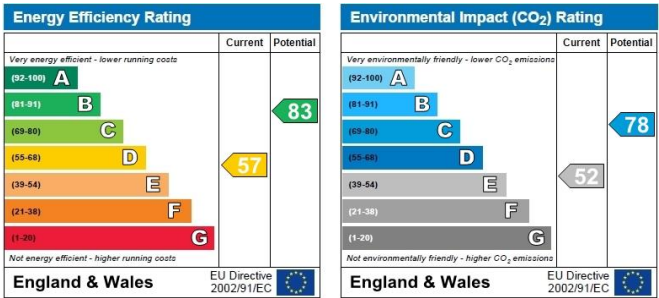 Energy Efficiency Rating
Current Potential
Very energy efficient - lower running costs
(92-100) A
(81-91) B
(69-80) C
(55-68) D
(39-54) E
(21-38) F
(1-20) G
57
83
Not energy efficient - higher running costs
England & Wales
EU Directive
2002/91/EC
Environmental Impact (CO2) Rating
Current Potential
Very environmentally friendly - lower CO2 emissions
(92-100) A
(81-91) B
(69-80) C
(55-68) D
(39-54) E
(21-38) F
(1-20) G
52
78
Not environmentally friendly - higher CO2 emissions
England & Wales
EU Directive
2002/91/EC